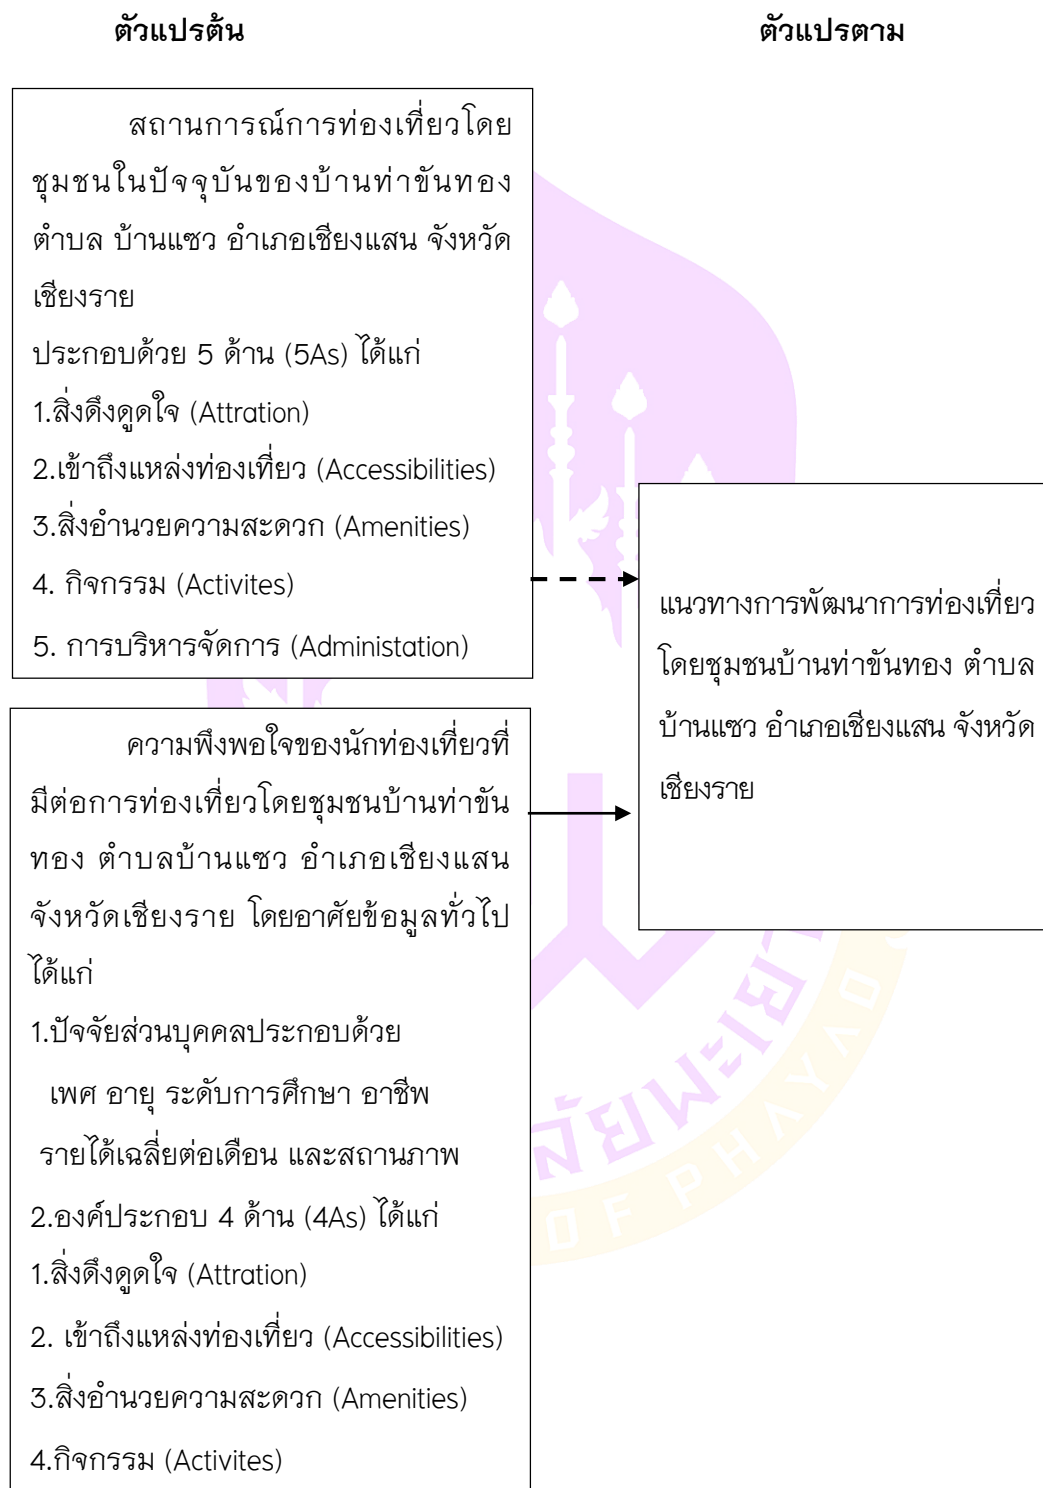 ตัวแปรต้น
ตัวแปรตาม
สถานการณ์การท่องเที่ยวโดย
ชุมชนในปัจจุบันของบ้านท่าขันทอง
ตำบล บ้านแซว อำเภอเชียงแสน จังหวัด
เชียงราย
ประกอบด้วย 5 ด้าน (5As) ได้แก่
1.สิ่งดึงดูดใจ (Attration)
2.เข้าถึงแหล่งท่องเที่ยว (Accessibilities)
3.สิ่งอำนวยความสะดวก (Amenities)
4. กิจกรรม (Activites)
5. การบริหารจัดการ (Administation)
แนวทางการพัฒนาการท่องเที่ยว
โดยชุมชนบ้านท่าขันทอง ตำบล
บ้านแซว อำเภอเชียงแสน จังหวัด
เชียงราย
ความพึงพอใจของนักท่องเที่ยวที่
มีต่อการท่องเที่ยวโดยชุมชนบ้านท่าขัน
ทอง ตำบลบ้านแซว อำเภอเชียงแสน
จังหวัดเชียงราย โดยอาศัยข้อมูลทั่วไป
ได้แก่
1.ปัจจัยส่วนบุคคลประกอบด้วย
เพศ อายุ ระดับการศึกษา อาชีพ
รายได้เฉลี่ยต่อเดือน และสถานภาพ
2.องค์ประกอบ 4 ด้าน (4As) ได้แก่
1.สิ่งดึงดูดใจ (Attration)
2. เข้าถึงแหล่งท่องเที่ยว (Accessibilities)
3.สิ่งอำนวยความสะดวก (Amenities)
4.กิจกรรม (Activites)
ลัยพะเย
OF PHAYAO